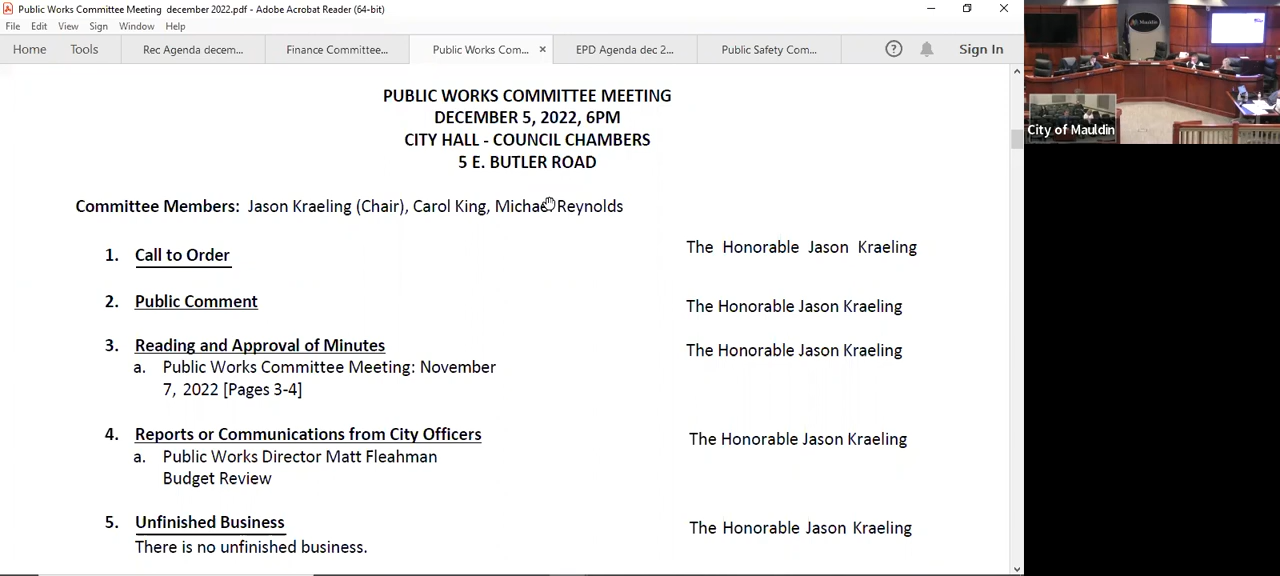 Public Works Committee Meeting december 2022.pdf - Adobe Acrobat Reader (64-bit)
File Edit View Sign Window Help
Home Tools Rec Agenda decem... Finance Committee... Public Works Com... × EPD Agenda dec 2... Public Safety Com... Sign In
PUBLIC WORKS COMMITTEE MEETING
DECEMBER 5, 2022, 6PM
CITY HALL - COUNCIL CHAMBERS
5 E. BUTLER ROAD
Committee Members: Jason Kraeling (Chair), Carol King, Michael Reynolds
1. Call to Order The Honorable Jason Kraeling
2. Public Comment The Honorable Jason Kraeling
3. Reading and Approval of Minutes The Honorable Jason Kraeling
a. Public Works Committee Meeting: November
7, 2022 [Pages 3-4]
4. Reports or Communications from City Officers The Honorable Jason Kraeling
a. Public Works Director Matt Fleahman
Budget Review
5. Unfinished Business The Honorable Jason Kraeling
There is no unfinished business.
Mauldin
City of Mauldin